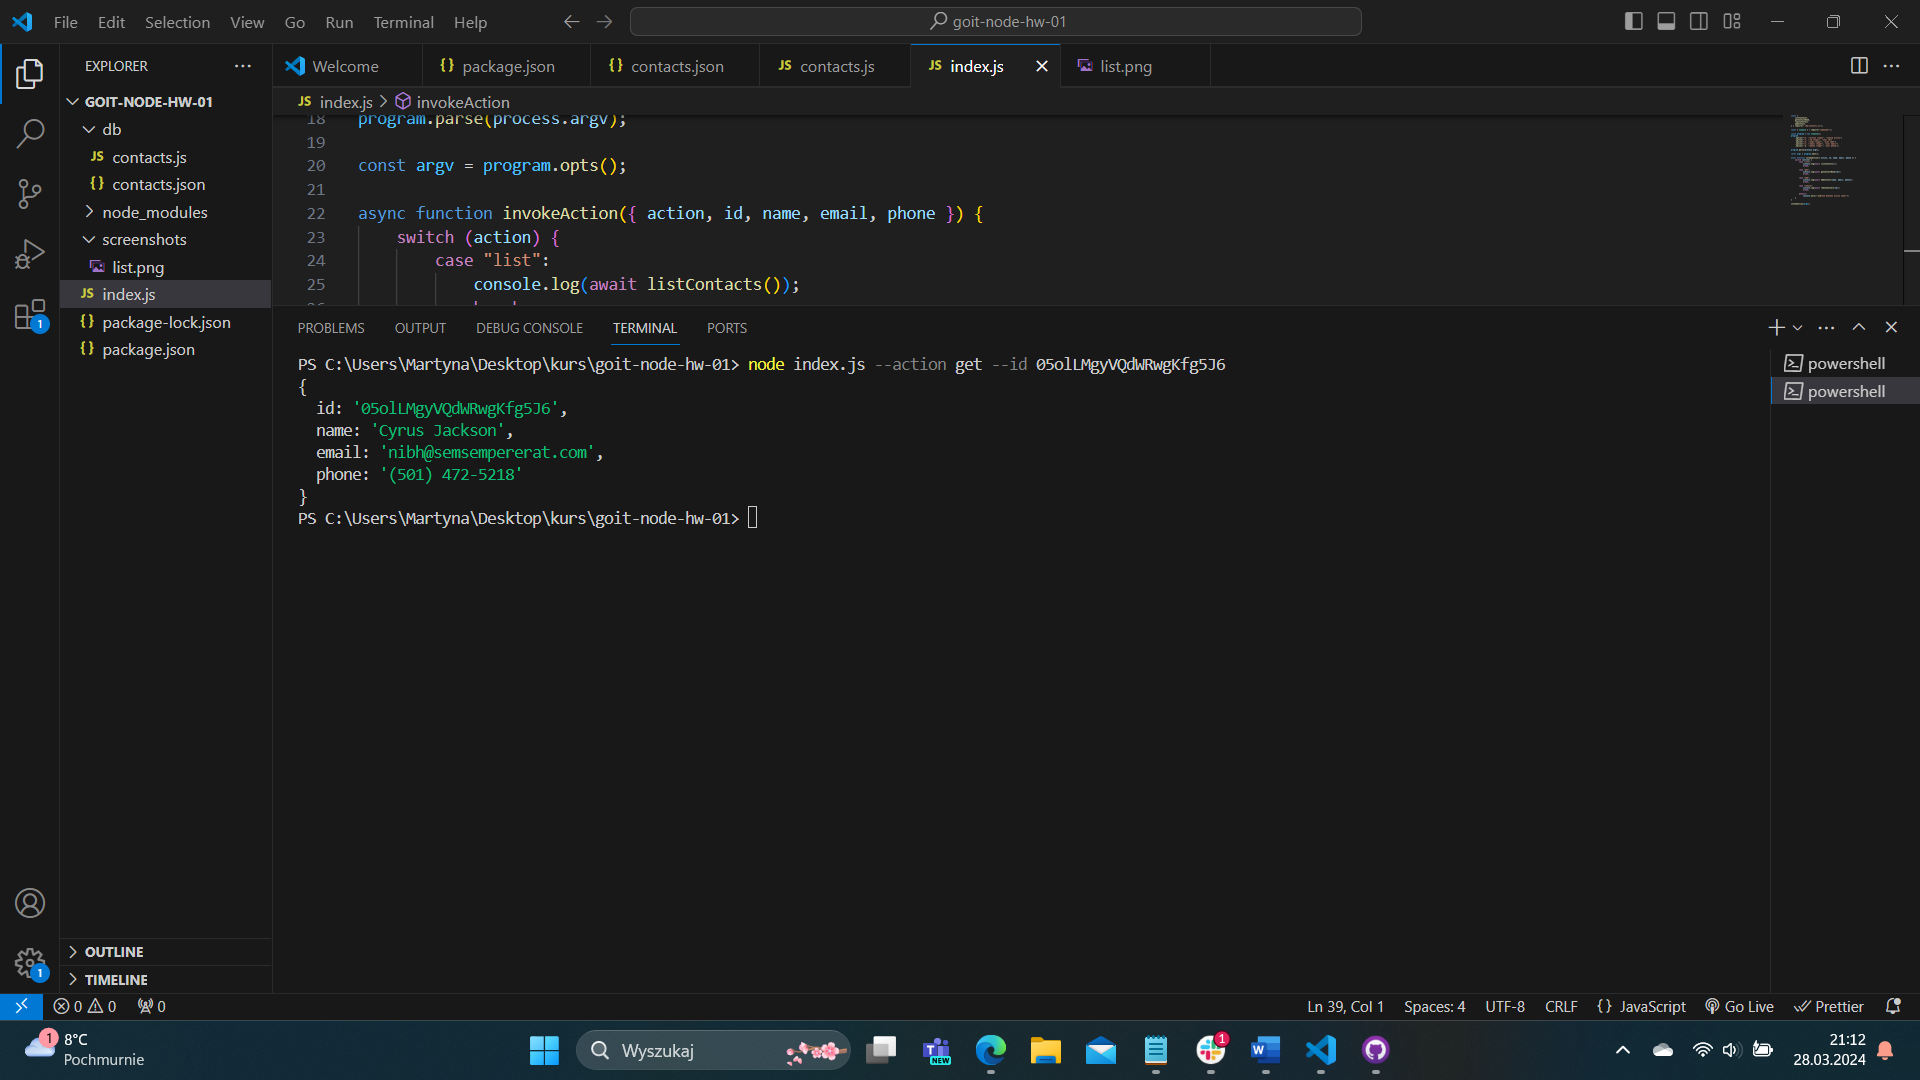 File Edit Selection View Go Run Terminal Help
goit-node-hw-01
EXPLORER
Welcome
{} package.json
{} contacts.json
JS contacts.js
JS index.js
list.png
GOIT-NODE-HW-01
db
JS contacts.js
{} contacts.json
node_modules
screenshots
list.png
JS index.js
{} package-lock.json
{} package.json
OUTLINE
TIMELINE
JS index.js > invokeAction
18 program.parse(process.argv);
19
20 const argv = program.opts();
21
22 async function invokeAction({ action, id, name, email, phone }) {
23 switch (action) {
24 case "list":
25 console.log(await listContacts());
PROBLEMS OUTPUT DEBUG CONSOLE TERMINAL PORTS
PS C:\Users\Martyna\Desktop\kurs\goit-node-hw-01> node index.js --action get --id 05olLMgyVQdWRwgKfg5J6
{
id: '05olLMgyVQdWRwgKfg5J6',
name: 'Cyrus Jackson',
email: 'nibh@semsempererat.com',
phone: '(501) 472-5218'
}
PS C:\Users\Martyna\Desktop\kurs\goit-node-hw-01>
powershell
powershell
1
1
0 0 0
Ln 39, Col 1 Spaces: 4 UTF-8 CRLF {} JavaScript Go Live Prettier
1
8°C
Pochmurnie
Wyszukaj
NEW
1
21:12
28.03.2024